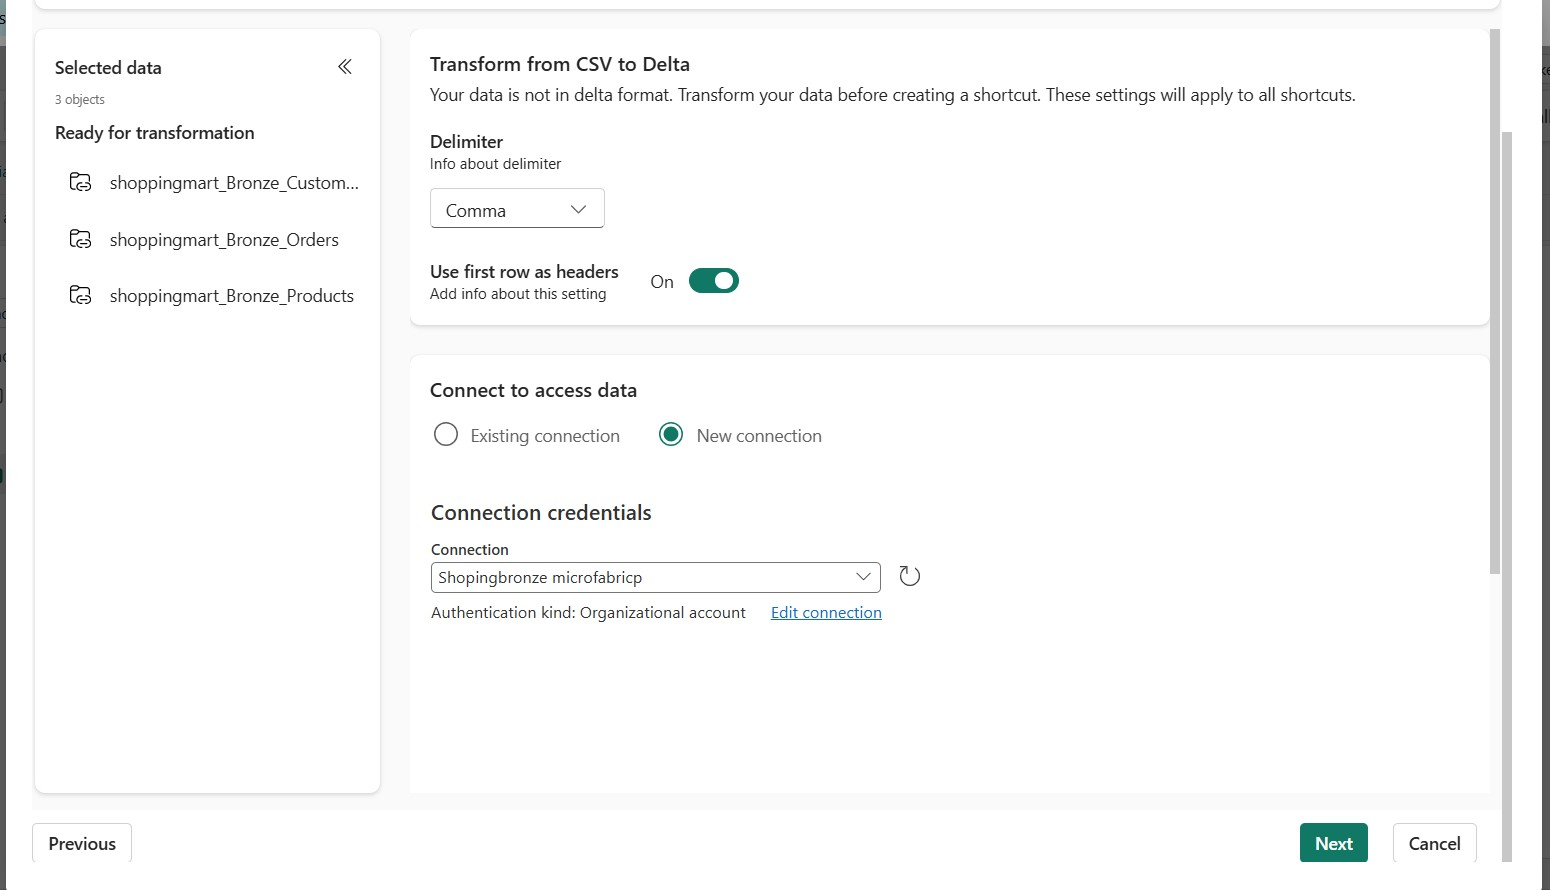 Selected data
3 objects
Ready for transformation
shoppingmart_Bronze_Custom...
shoppingmart_Bronze_Orders
shoppingmart_Bronze_Products
Transform from CSV to Delta
Your data is not in delta format. Transform your data before creating a shortcut. These settings will apply to all shortcuts.
Delimiter
Info about delimiter
Comma
Use first row as headers
Add info about this setting
On
Connect to access data
Existing connection
New connection
Connection credentials
Connection
Shopingbronze microfabricp
Authentication kind: Organizational account
Edit connection
Previous
Next
Cancel